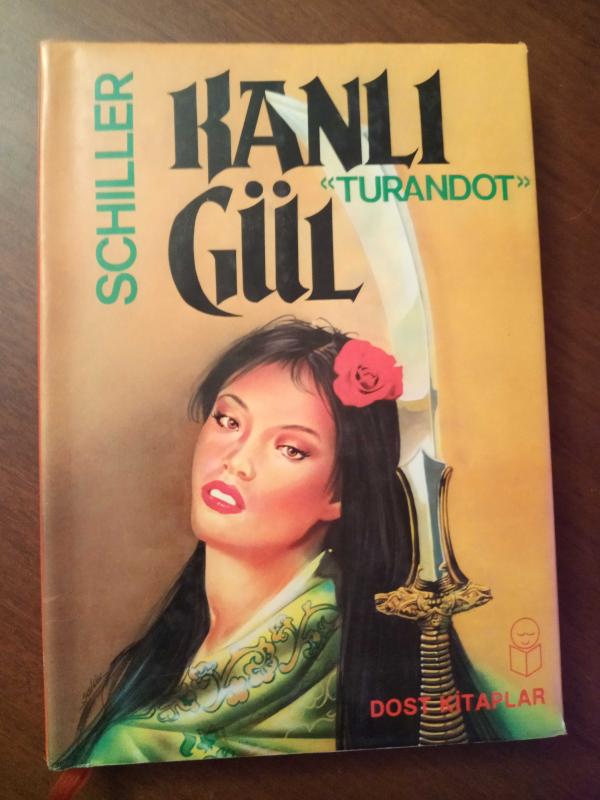 SCHILLER
KANLI
«TURANDOT»
GÜL
DOST KİTAPLAR